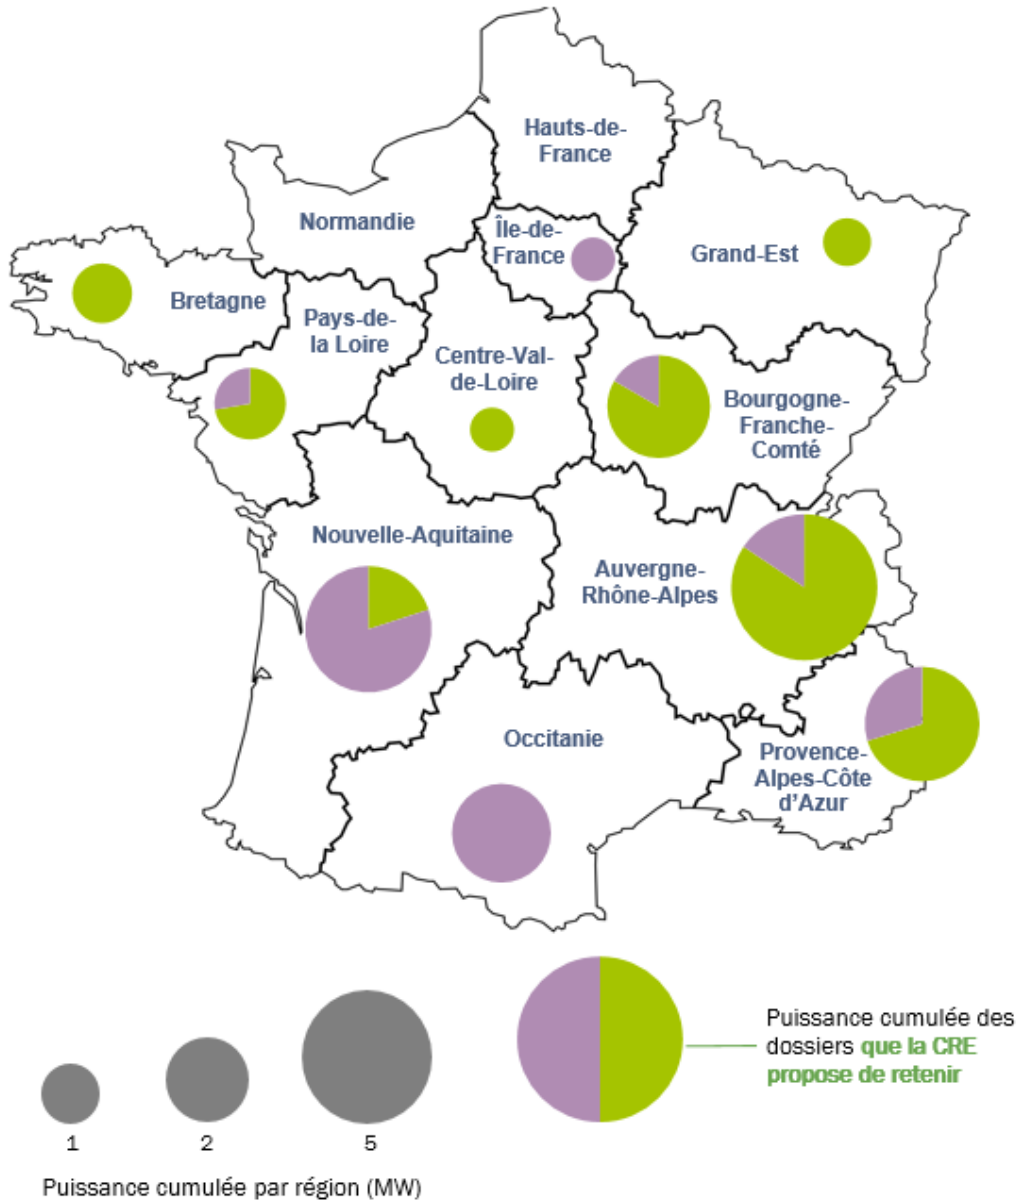 Hauts-de-
France
Normandie
Île-de-
France
Grand-Est
Bretagne
Pays-de-
la Loire
Centre-Val-
de-Loire
Bourgogne-
Franche-
Comté
Nouvelle-Aquitaine
Auvergne-
Rhône-Alpes
Occitanie
Provence-
Alpes-Côte
d'Azur
Puissance cumulée des
dossiers que la CRE
propose de retenir
1
2
5
Puissance cumulée par région (MW)